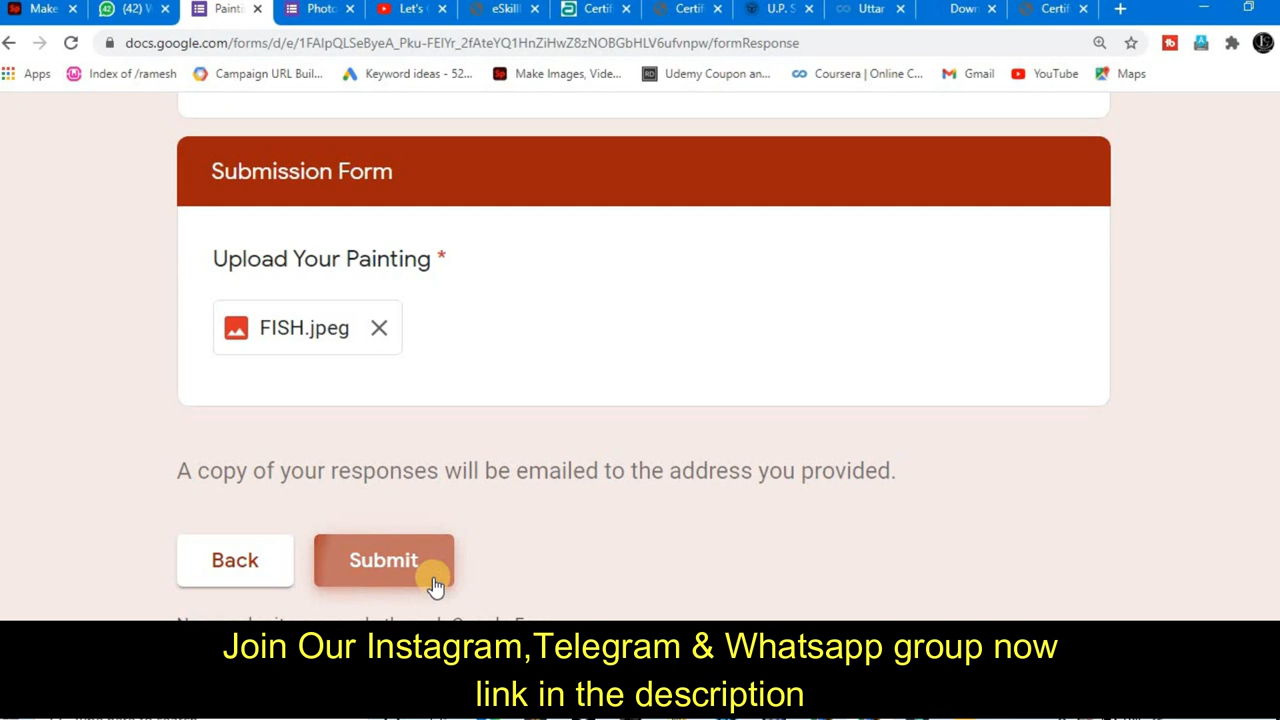 Make
(42) W
Painti
Photo
Let's
eSkill
Certif
Certif
U.P. S
Uttar
Down
Certif
docs.google.com/forms/d/e/1FAIpQLSeByeA_Pku-FEIYr_2fAteYQ1HnZiHwZ8zNOBGbHLV6ufvnpw/formResponse
Apps
Index of /ramesh
Campaign URL Buil...
Keyword ideas - 52...
Make Images, Vide...
Udemy Coupon an...
Coursera | Online C...
Gmail
YouTube
Maps
Submission Form
Upload Your Painting *
FISH.jpeg
A copy of your responses will be emailed to the address you provided.
Back
Submit
Join Our Instagram,Telegram & Whatsapp group now
link in the description